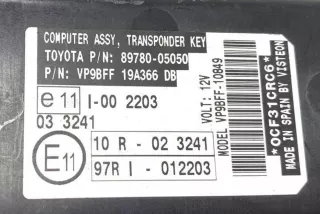 COMPUTER ASSY, TRANSPONDER KEY
TOYOTA P/N: 89780-05050
P/N: VP9BFF 19A366 DB
e11 I-00 2203
03 3241
E11
10 R - 02 3241
97R I - 012203
VOLT: 12V
MODEL VP9BFF-10849
*0CF31CRC6*
MADE IN SPAIN BY VISTEON